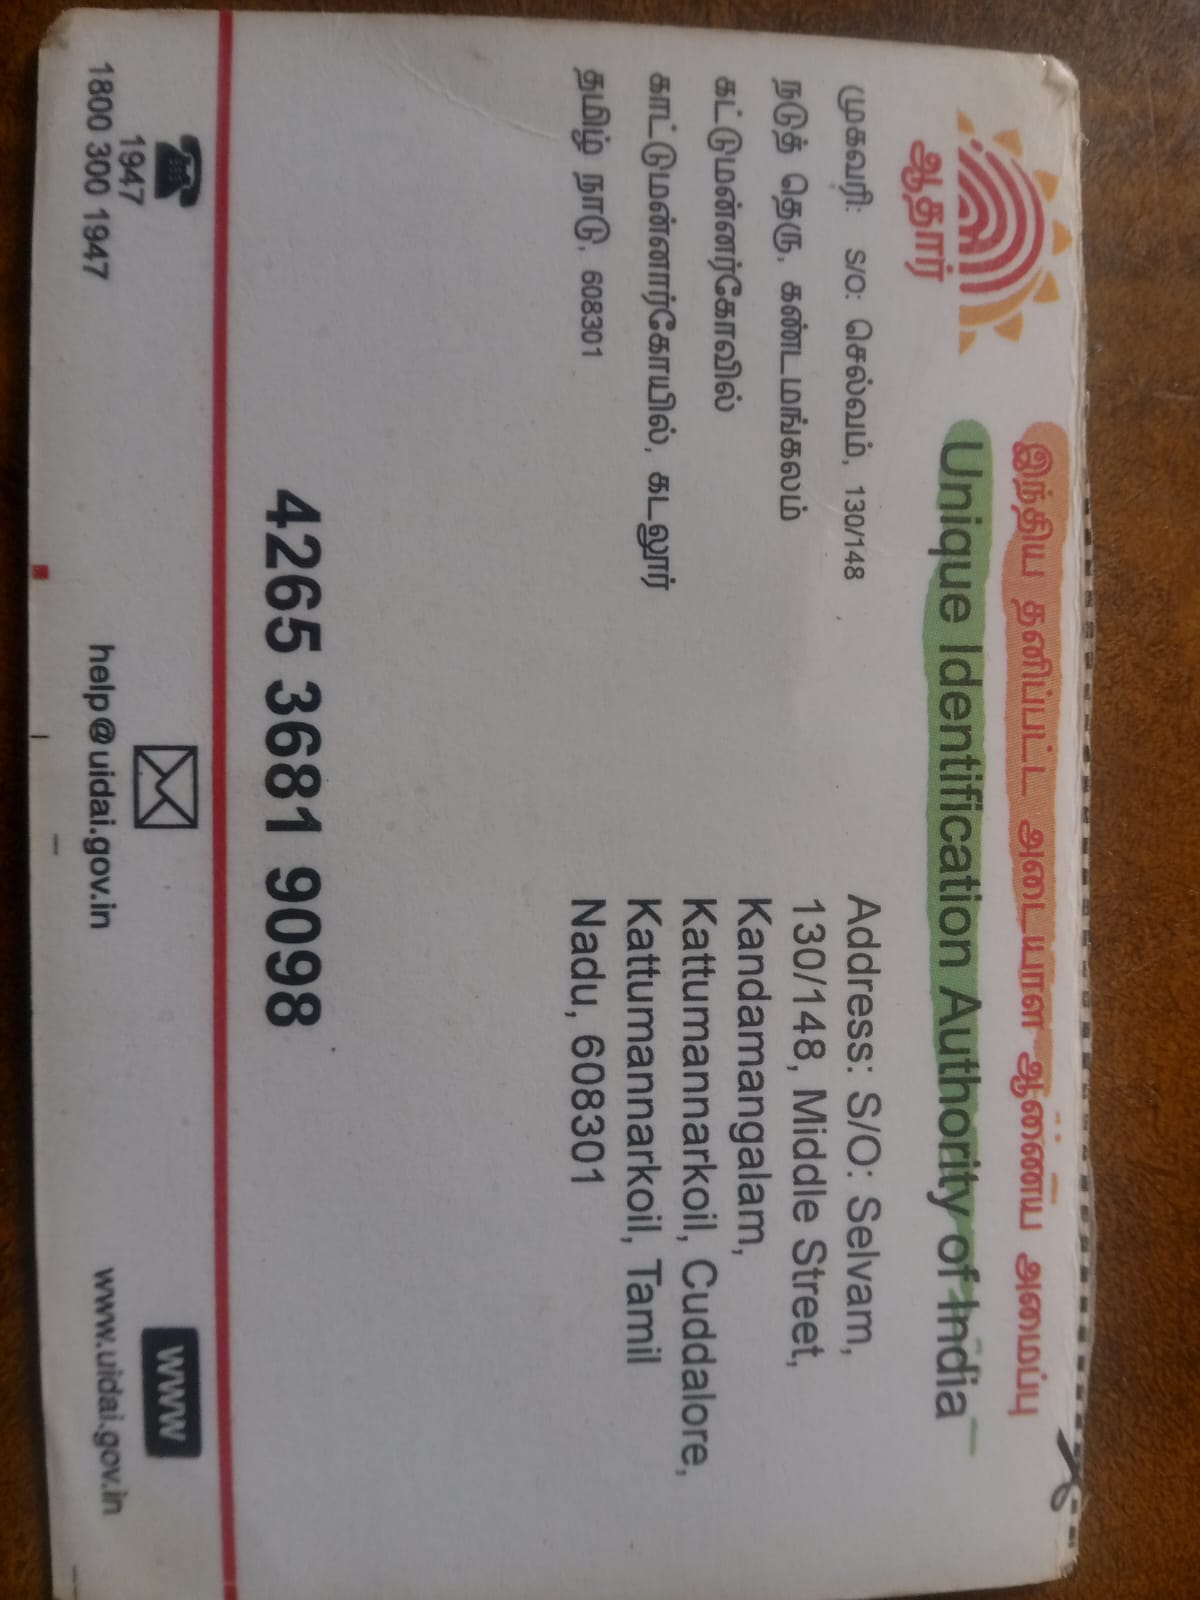 ஆதார்
இந்திய தனிப்பட்ட அடையாள ஆணைய அமைப்பு
Unique Identification Authority of India
முகவரி: S/O: செல்வம், 130/148
நடுத் தெரு, கண்டமங்கலம்
கட்டுமன்னர்கோவில்
காட்டுமன்னார்கோயில், கடலூர்
தமிழ் நாடு, 608301
Address: S/O: Selvam,
130/148, Middle Street,
Kandamangalam,
Kattumannarkoil, Cuddalore,
Kattumannarkoil, Tamil
Nadu, 608301
4265 3681 9098
1947
1800 300 1947
help@uidai.gov.in
www
www.uidai.gov.in